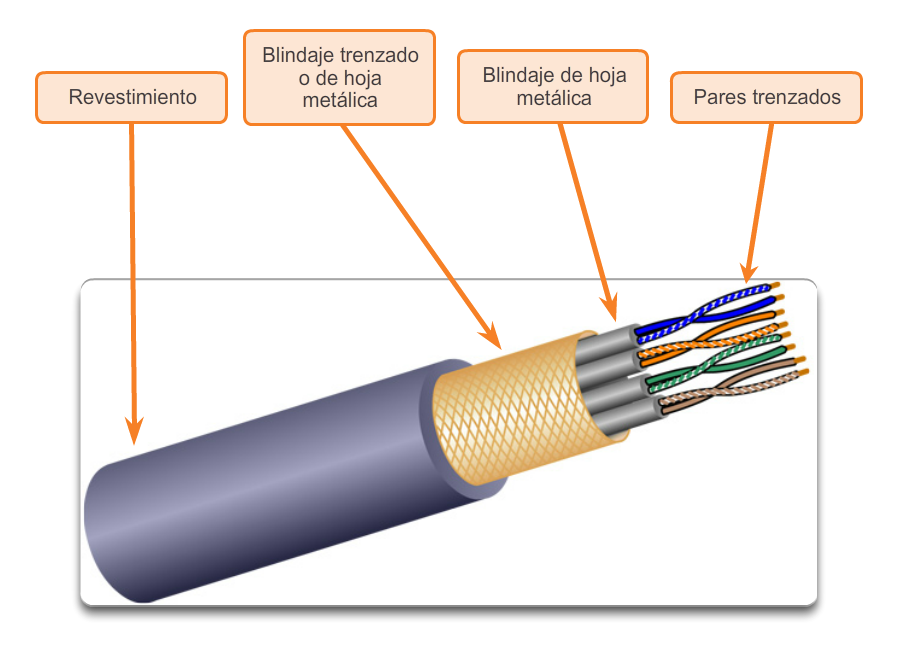 Revestimiento
Blindaje trenzado
o de hoja
metálica
Blindaje de hoja
metálica
Pares trenzados